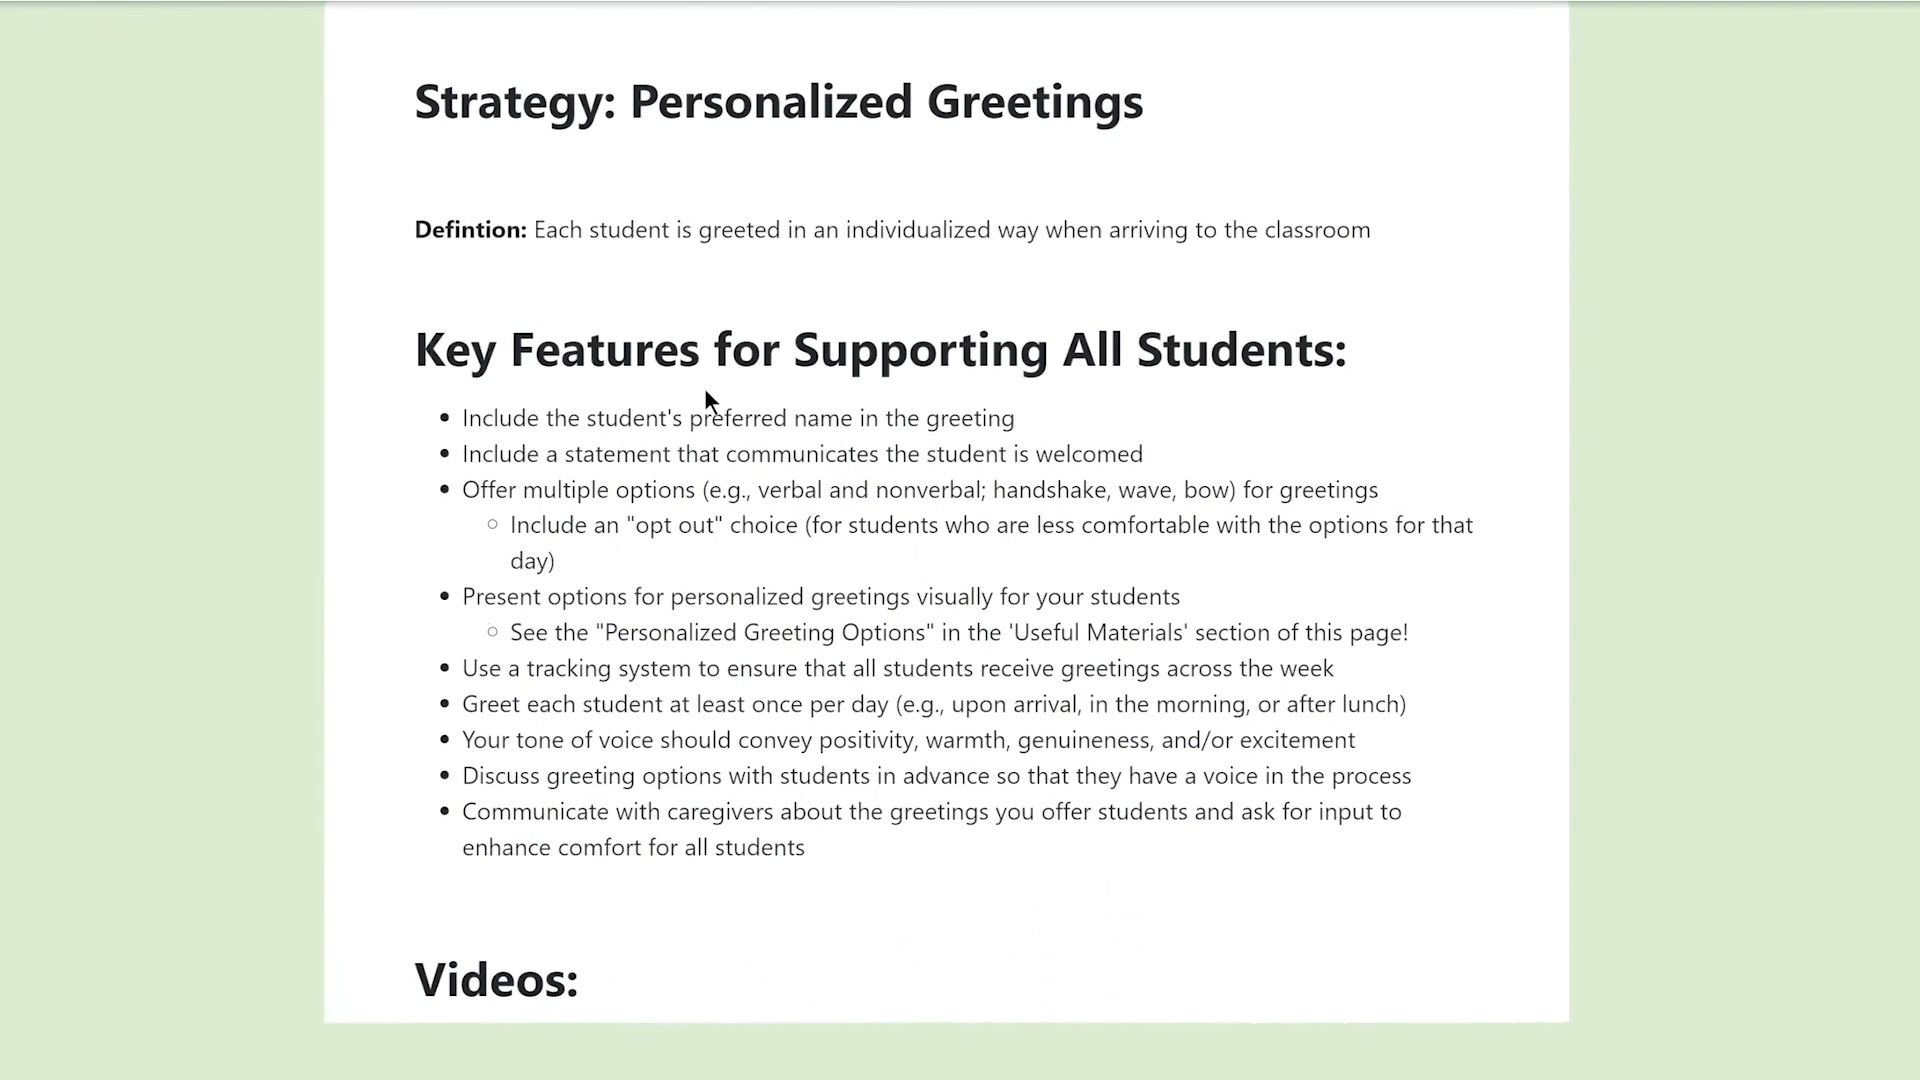 Strategy: Personalized Greetings
Defintion: Each student is greeted in an individualized way when arriving to the classroom
Key Features for Supporting All Students:
• Include the student's preferred name in the greeting
• Include a statement that communicates the student is welcomed
• Offer multiple options (e.g., verbal and nonverbal; handshake, wave, bow) for greetings
○ Include an "opt out" choice (for students who are less comfortable with the options for that
day)
• Present options for personalized greetings visually for your students
○ See the "Personalized Greeting Options" in the 'Useful Materials' section of this page!
• Use a tracking system to ensure that all students receive greetings across the week
• Greet each student at least once per day (e.g., upon arrival, in the morning, or after lunch)
• Your tone of voice should convey positivity, warmth, genuineness, and/or excitement
• Discuss greeting options with students in advance so that they have a voice in the process
• Communicate with caregivers about the greetings you offer students and ask for input to
enhance comfort for all students
Videos: